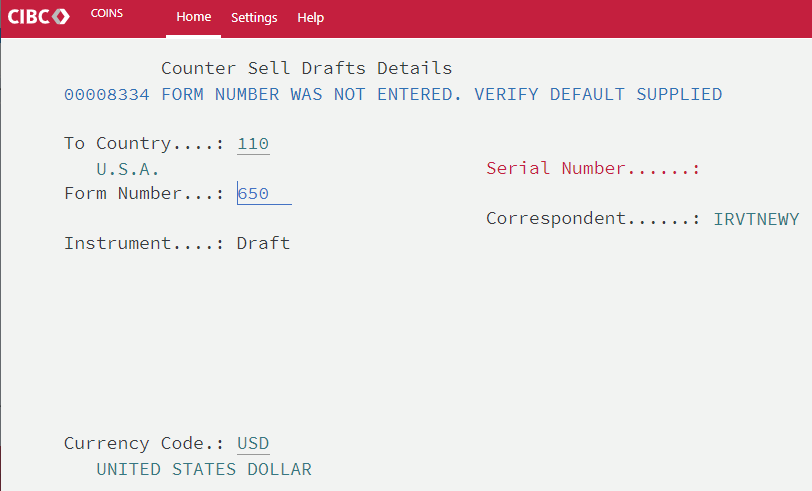 CIBC COINS Home Settings Help
Counter Sell Drafts Details
00008334 FORM NUMBER WAS NOT ENTERED. VERIFY DEFAULT SUPPLIED
To Country....: 110
U.S.A.
Serial Number......:
Form Number...: 650
Correspondent......: IRVTNEWY
Instrument....: Draft
Currency Code.: USD
UNITED STATES DOLLAR